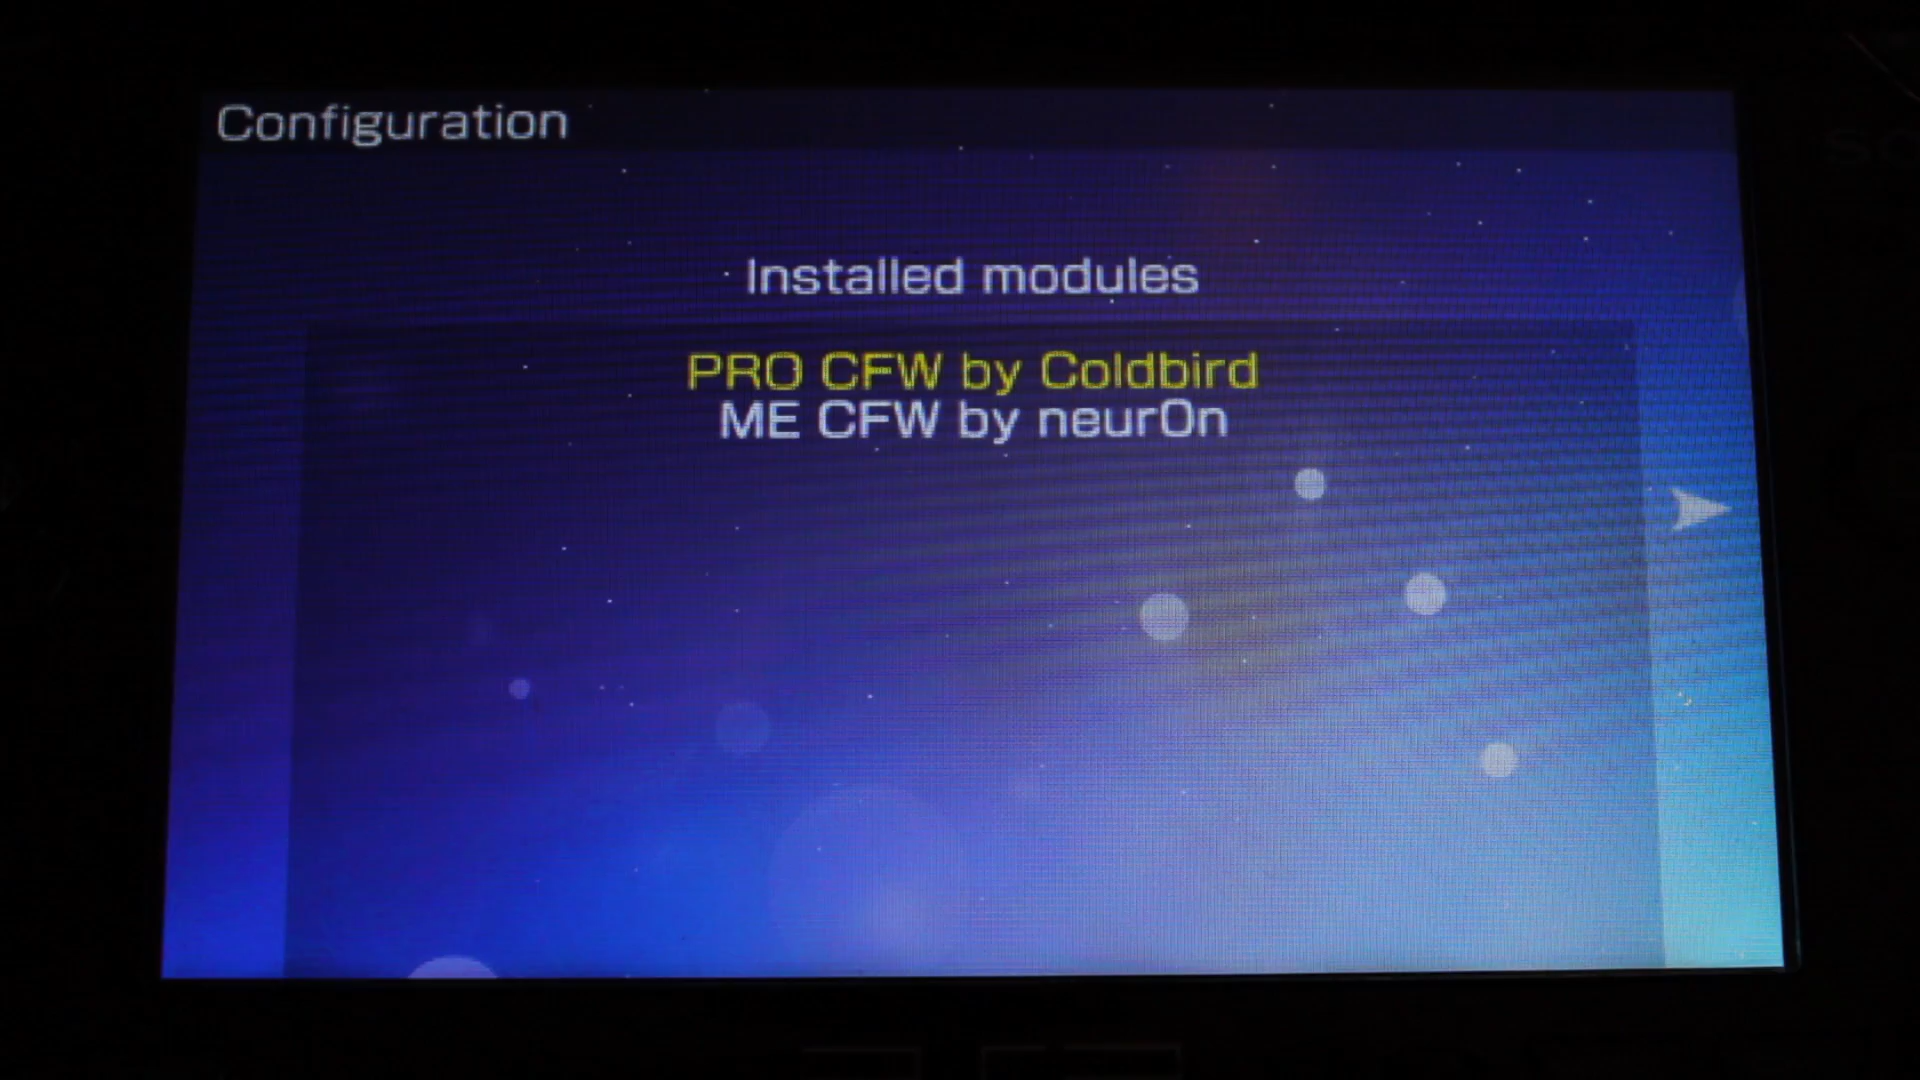 Configuration
Installed modules
PRO CFW by Coldbird
ME CFW by neur0n